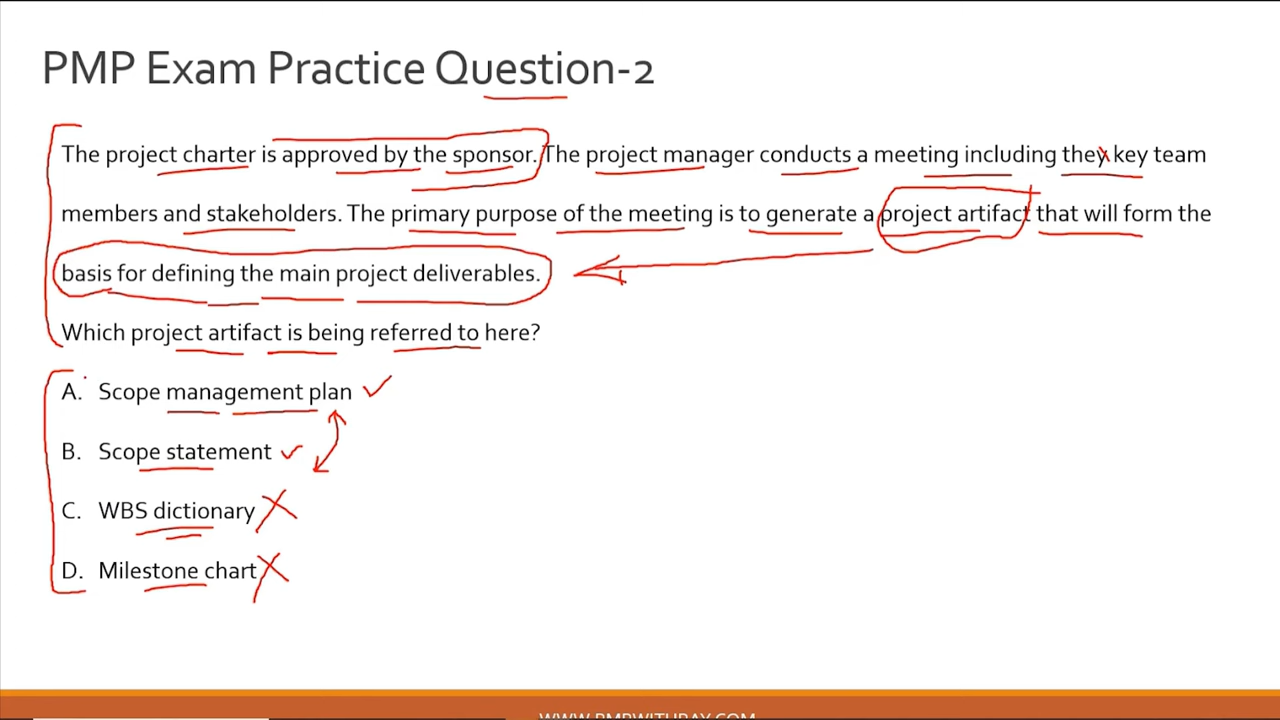 PMP Exam Practice Question-2
The project charter is approved by the sponsor. The project manager conducts a meeting including they key team
members and stakeholders. The primary purpose of the meeting is to generate a project artifact that will form the
basis for defining the main project deliverables.
Which project artifact is being referred to here?
A. Scope management plan
B. Scope statement
C. WBS dictionary
D. Milestone chart
WWW.PMPWITHRAY.COM